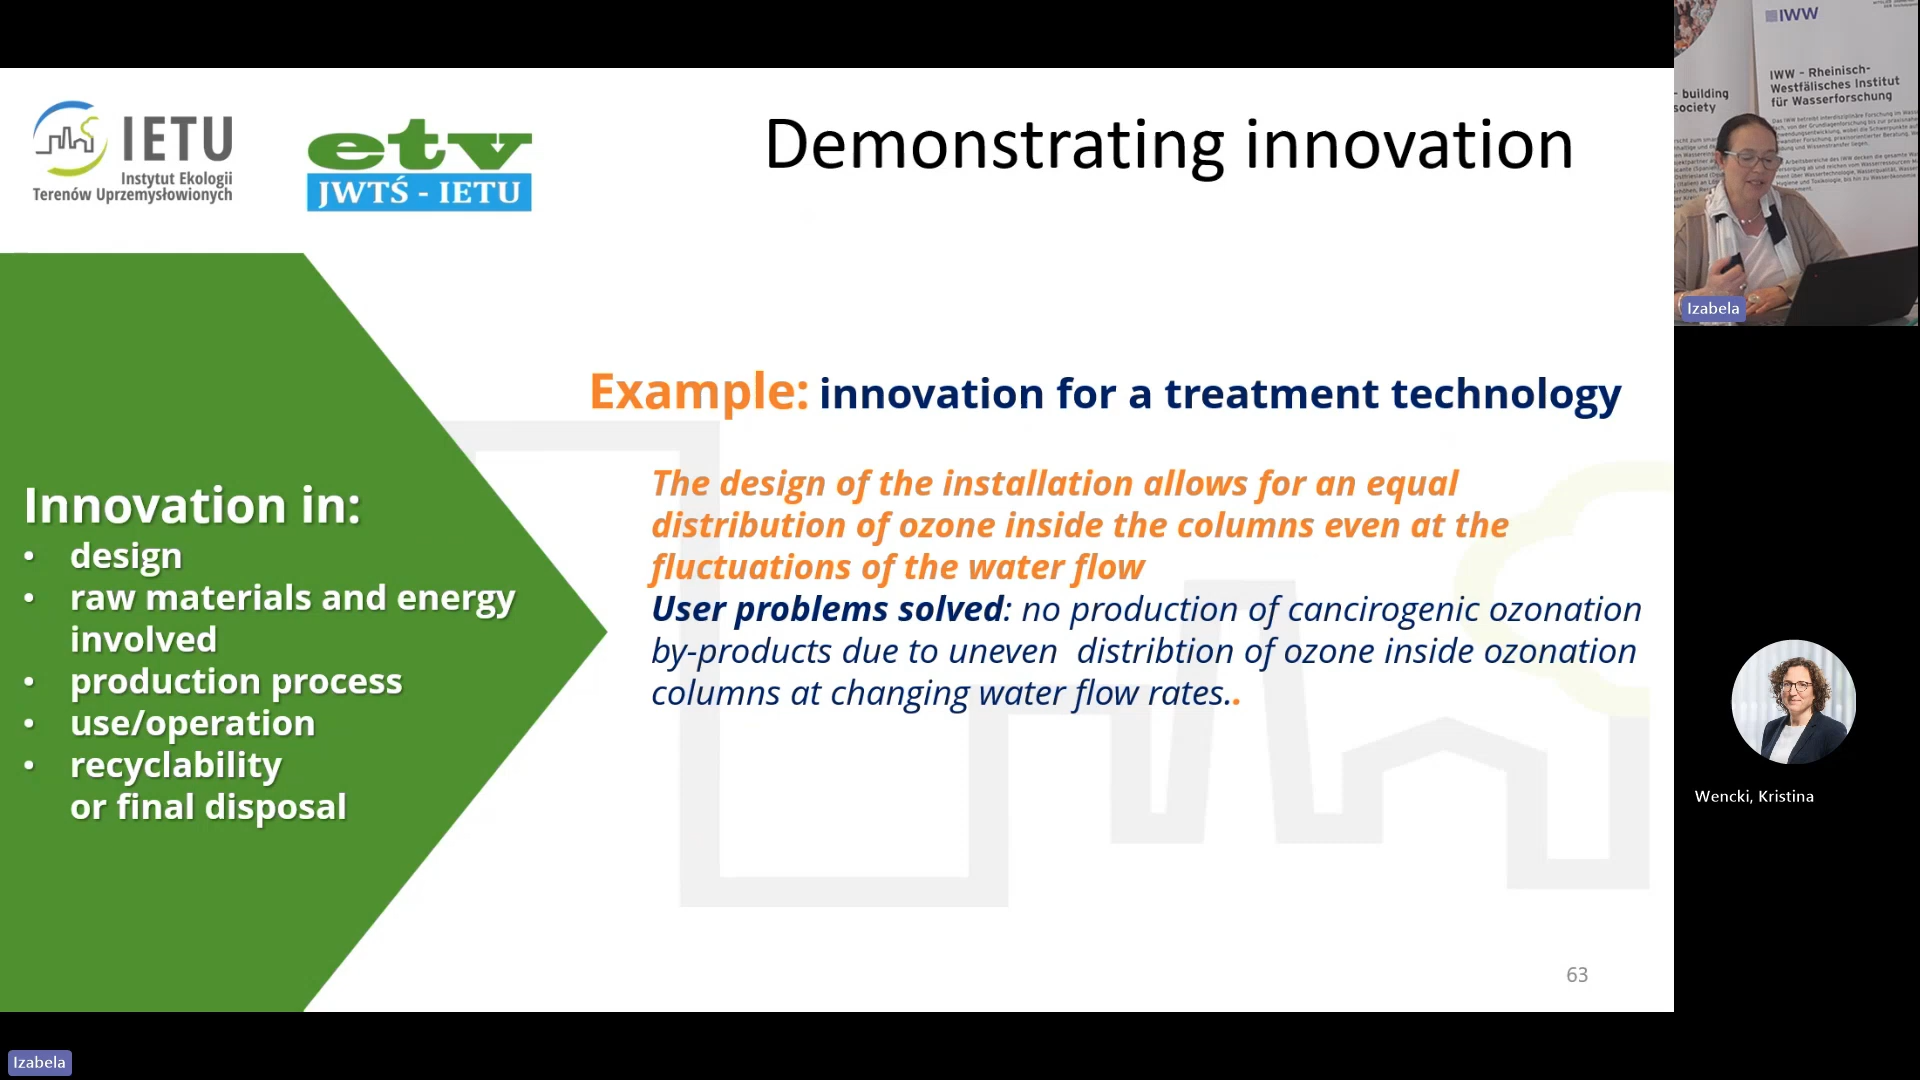 IETU
Instytut Ekologii
Terenów Uprzemysłowionych
etv
JWTŚ - IETU
Demonstrating innovation
Innovation in:
• design
• raw materials and energy
involved
• production process
• use/operation
• recyclability
or final disposal
Example: innovation for a treatment technology
The design of the installation allows for an equal
distribution of ozone inside the columns even at the
fluctuations of the water flow
User problems solved: no production of cancirogenic ozonation
by-products due to uneven distribtion of ozone inside ozonation
columns at changing water flow rates..
63
IWW
IWW - Rheinisch-
Westfälisches Institut
für Wasserforschung
- building
society
Izabela
Wencki, Kristina
Izabela